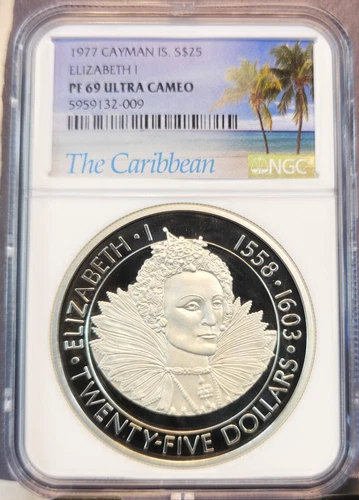 1977 CAYMAN IS. S$25
ELIZABETH I
PF 69 ULTRA CAMEO
5959132-009
The Caribbean
NGC
ELIZABETH · I
1558 · 1603
TWENTY-FIVE DOLLARS